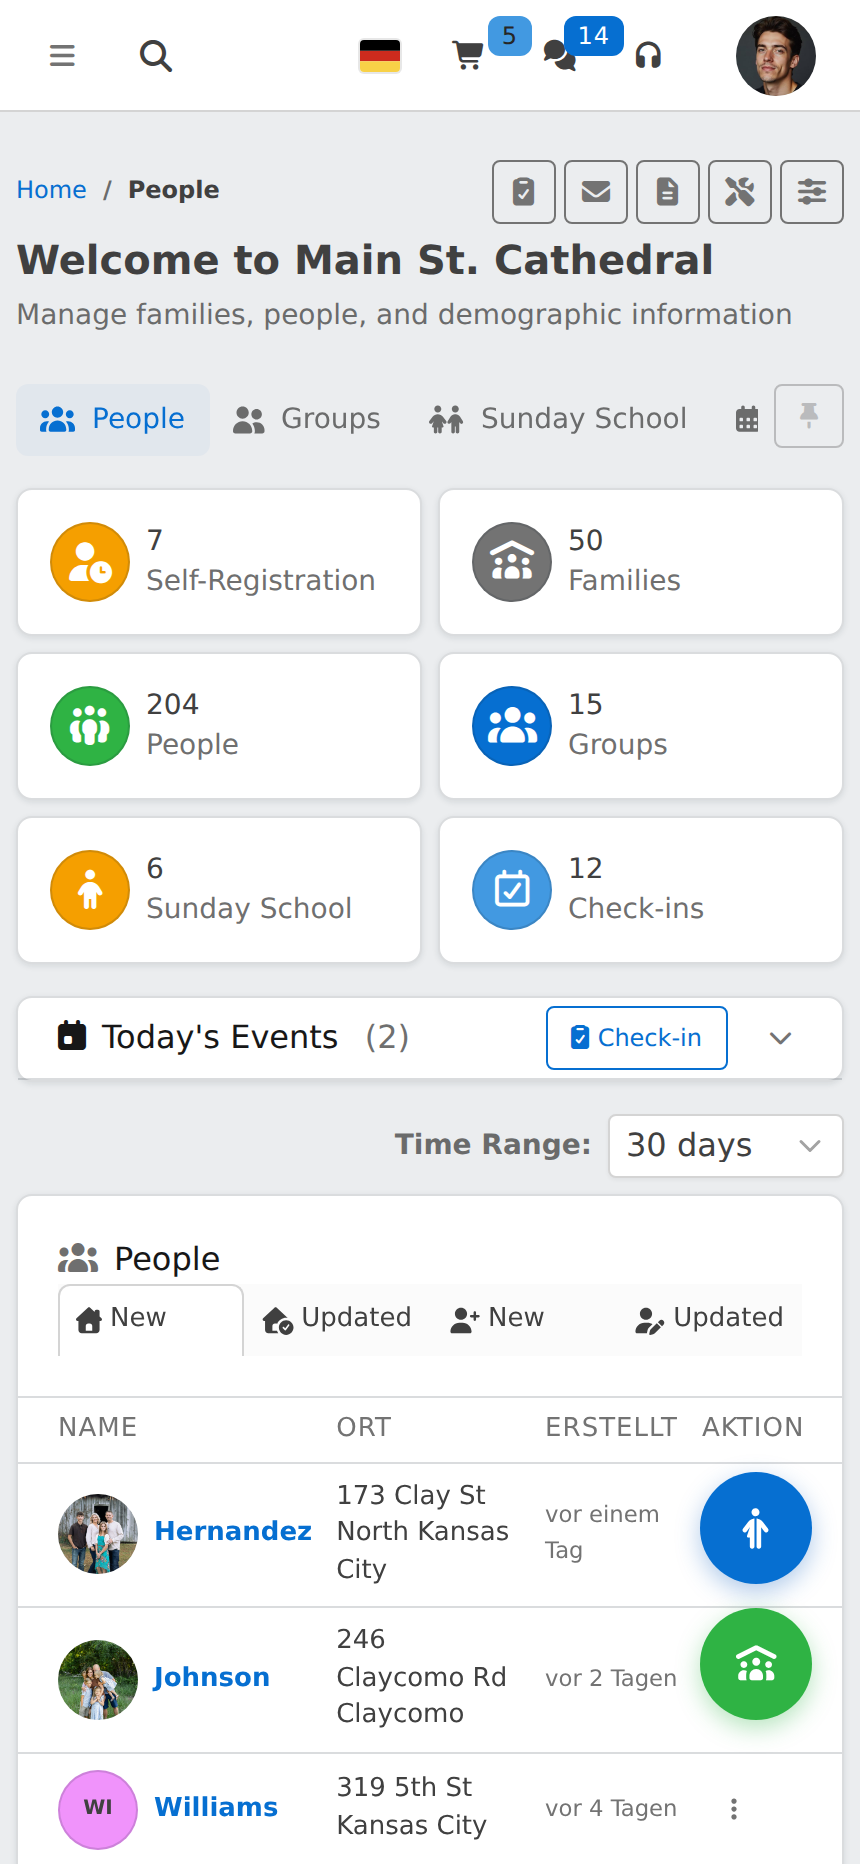 5
14
Home / People
Welcome to Main St. Cathedral
Manage families, people, and demographic information
People
Groups
Sunday School
7
Self-Registration
50
Families
204
People
15
Groups
6
Sunday School
12
Check-ins
Today's Events (2)
Check-in
Time Range:
30 days
People
New
Updated
New
Updated
NAME
ORT
ERSTELLT
AKTION
Hernandez
173 Clay St
North Kansas
City
vor einem
Tag
Johnson
246
Claycomo Rd
Claycomo
vor 2 Tagen
WI
Williams
319 5th St
Kansas City
vor 4 Tagen